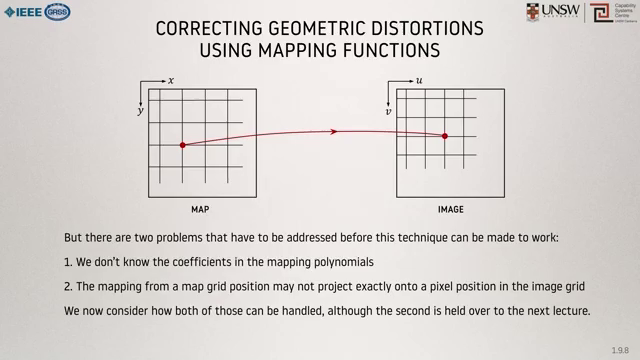 IEEE GRSS
UNSW
AUSTRALIA
Capability
Systems
Centre
UNSW Canberra
CORRECTING GEOMETRIC DISTORTIONS
USING MAPPING FUNCTIONS
x
y
u
v
MAP
IMAGE
But there are two problems that have to be addressed before this technique can be made to work:
1. We don't know the coefficients in the mapping polynomials
2. The mapping from a map grid position may not project exactly onto a pixel position in the image grid
We now consider how both of those can be handled, although the second is held over to the next lecture.
1.9.8